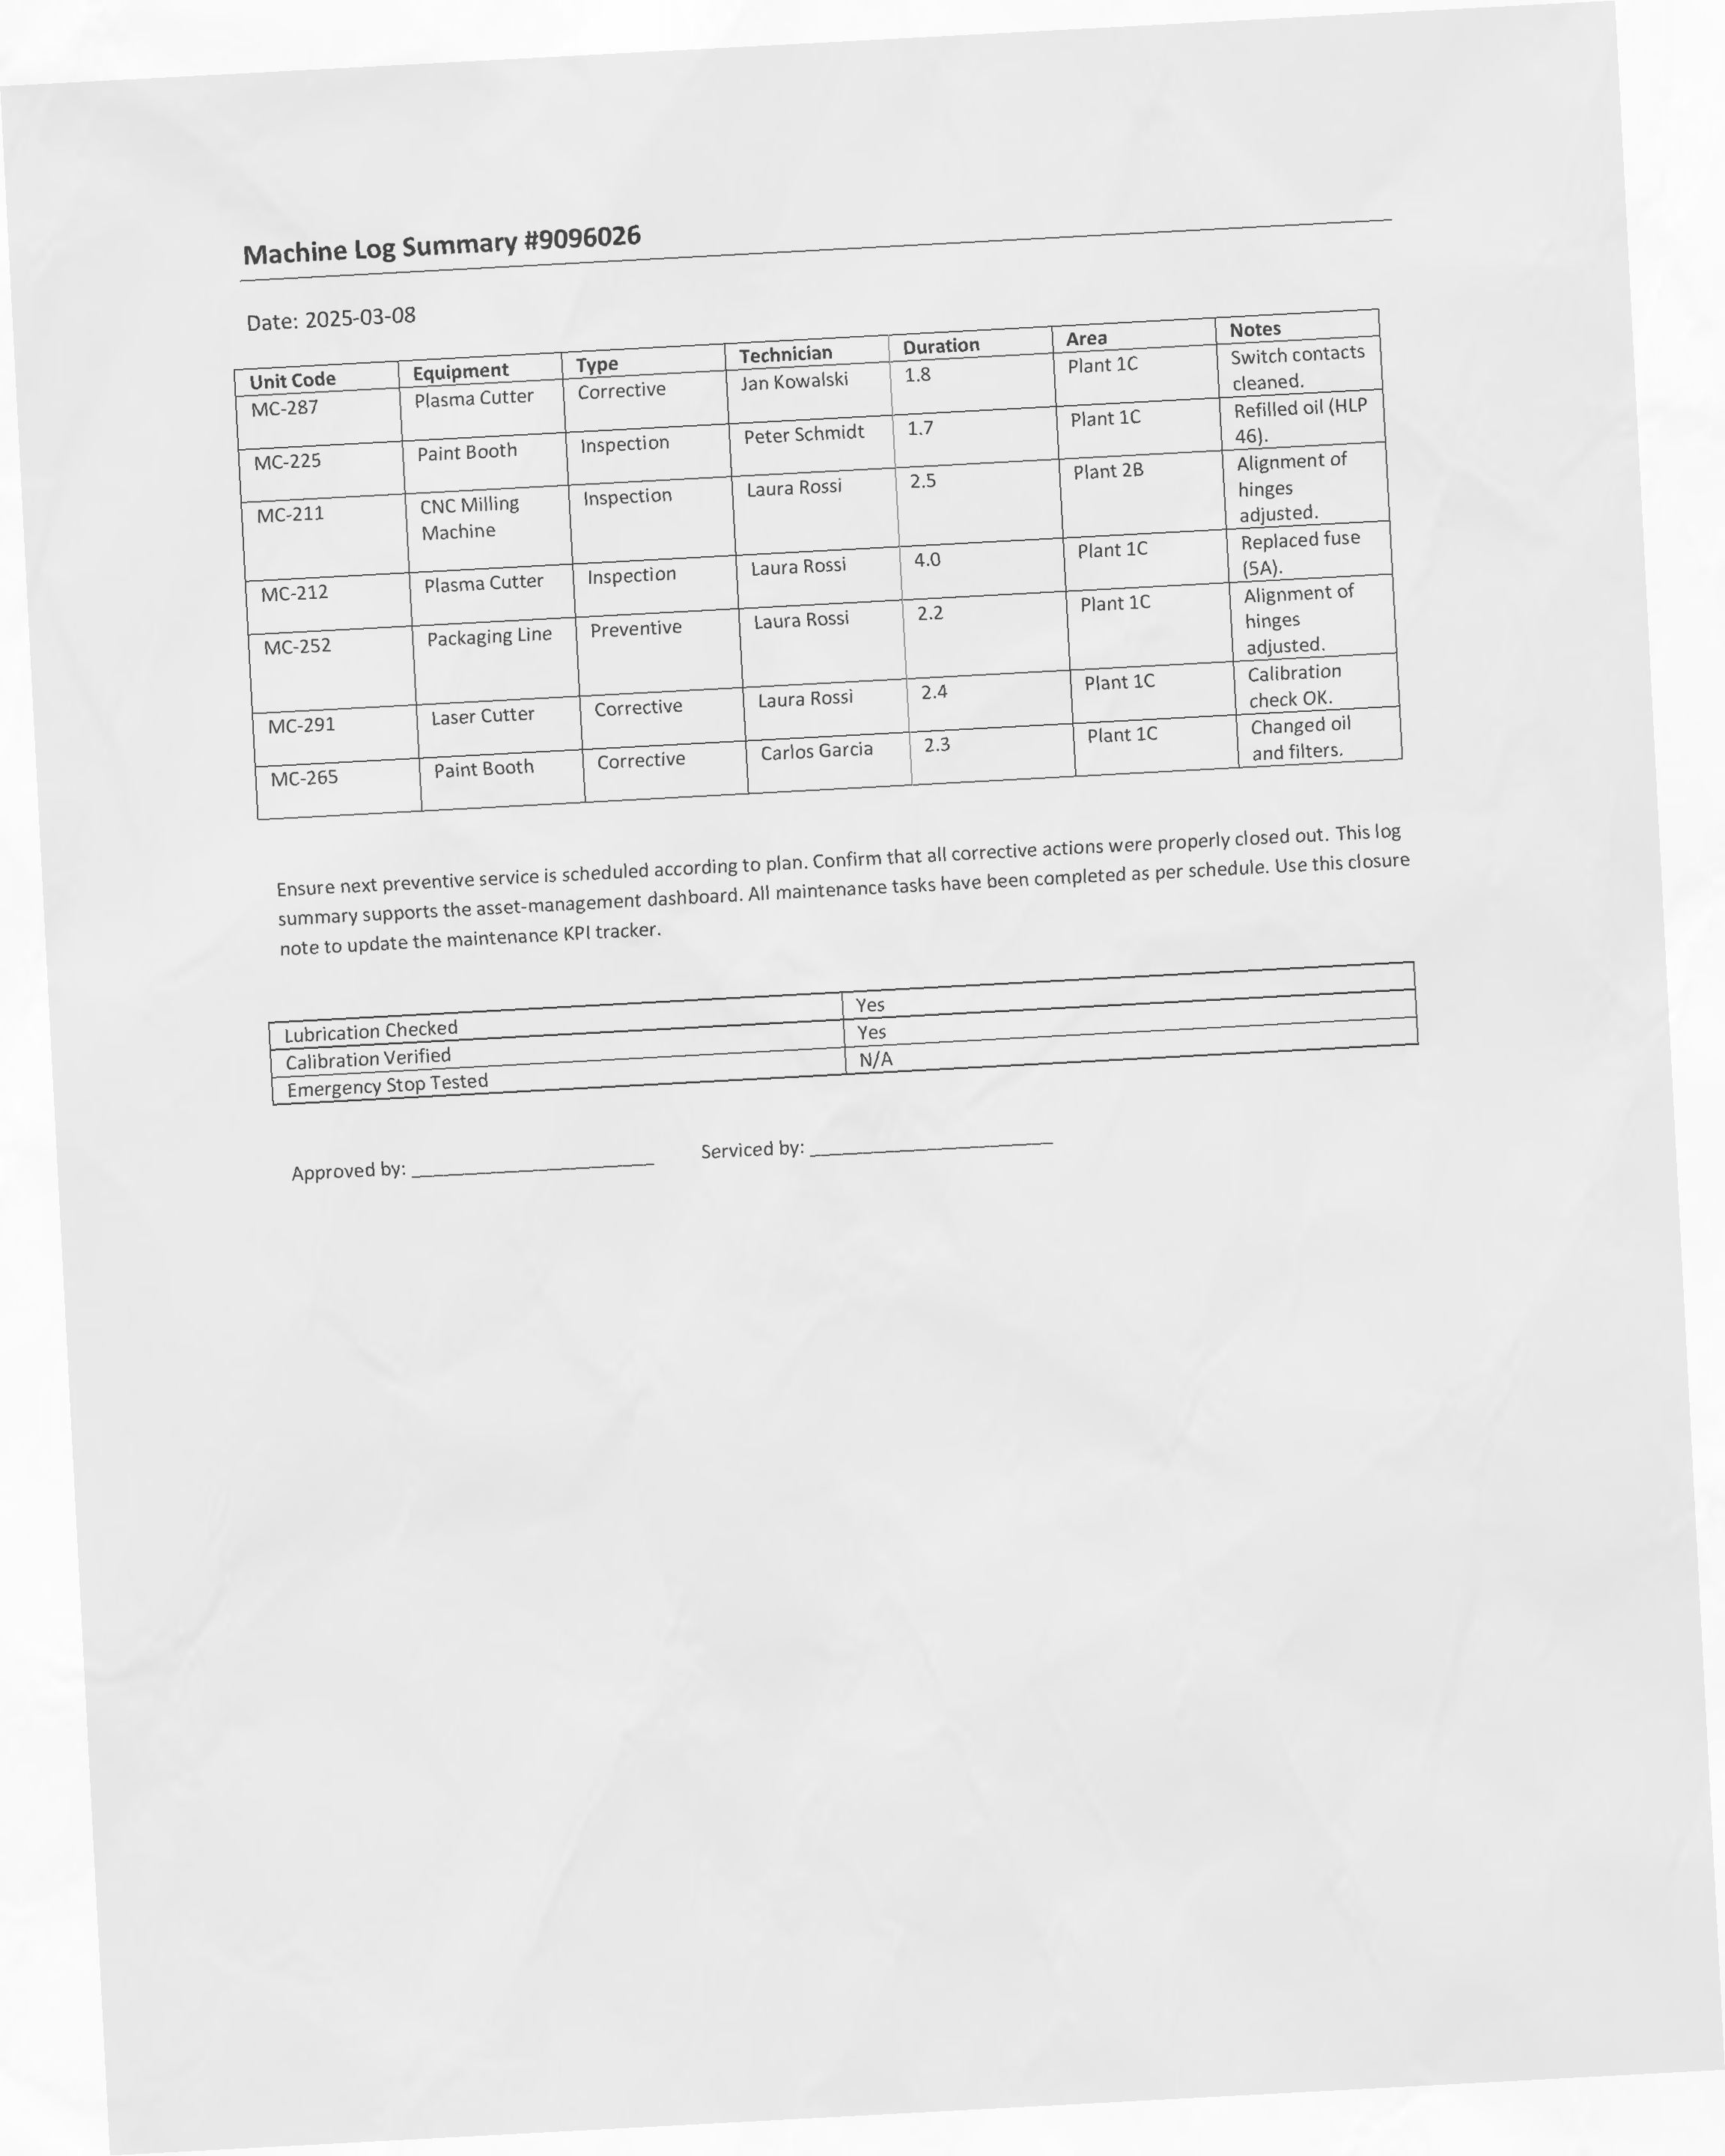 Machine Log Summary #9096026
Date: 2025-03-08
Unit Code Equipment Type Technician Duration Area Notes
MC-287 Plasma Cutter Corrective Jan Kowalski 1.8 Plant 1C Switch contacts
cleaned.
MC-225 Paint Booth Inspection Peter Schmidt 1.7 Plant 1C Refilled oil (HLP
46).
MC-211 CNC Milling Inspection Laura Rossi 2.5 Plant 2B Alignment of
Machine hinges
adjusted.
MC-212 Plasma Cutter Inspection Laura Rossi 4.0 Plant 1C Replaced fuse
(5A).
MC-252 Packaging Line Preventive Laura Rossi 2.2 Plant 1C Alignment of
hinges
adjusted.
MC-291 Laser Cutter Corrective Laura Rossi 2.4 Plant 1C Calibration
check OK.
MC-265 Paint Booth Corrective Carlos Garcia 2.3 Plant 1C Changed oil
and filters.
Ensure next preventive service is scheduled according to plan. Confirm that all corrective actions were properly closed out. This log
summary supports the asset-management dashboard. All maintenance tasks have been completed as per schedule. Use this closure
note to update the maintenance KPI tracker.
Lubrication Checked Yes
Calibration Verified Yes
Emergency Stop Tested N/A
Approved by: ______________________ Serviced by: ______________________